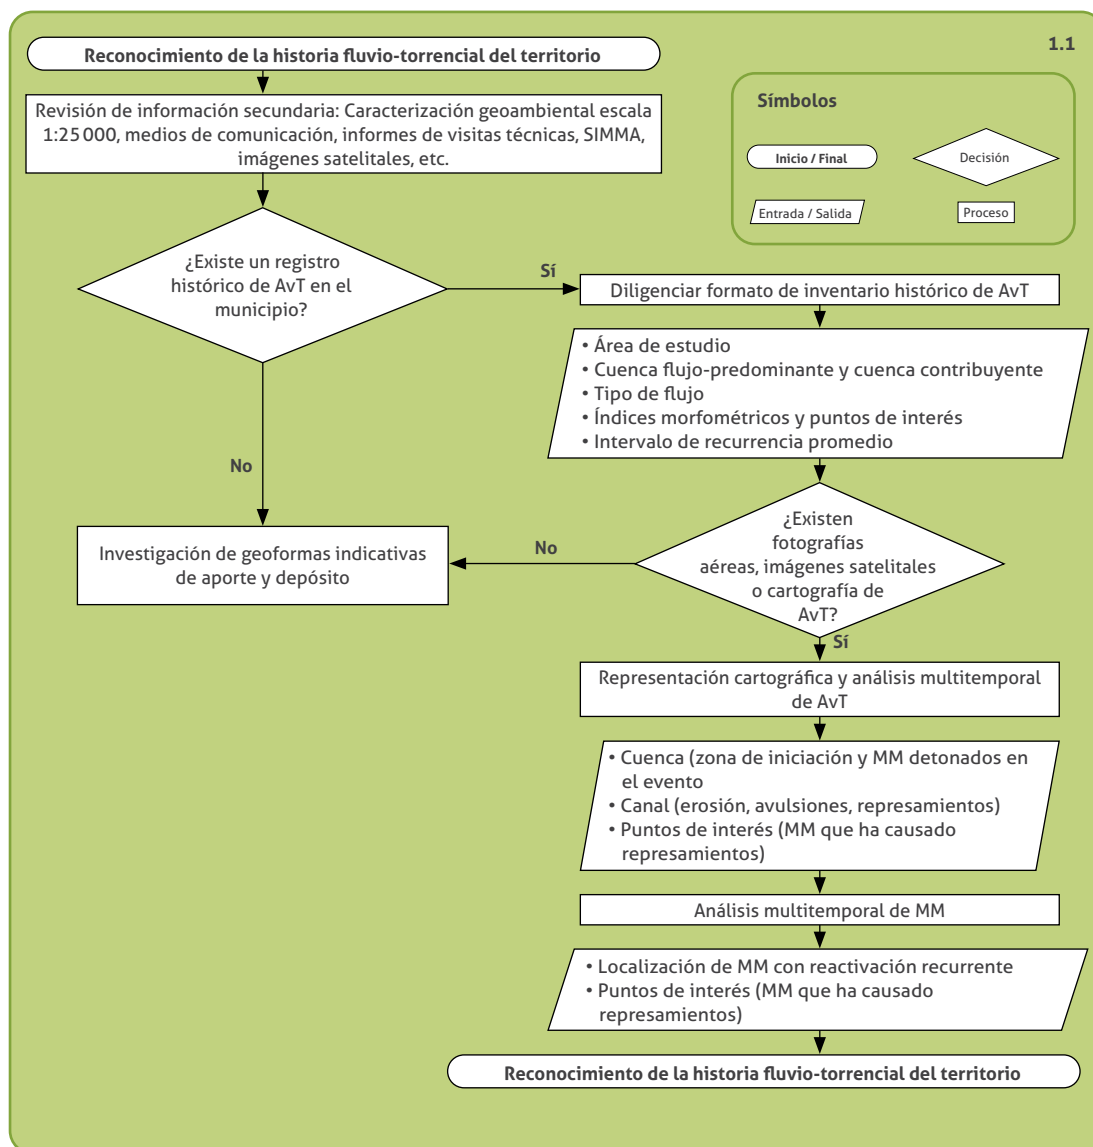 1.1
Reconocimiento de la historia fluvio-torrencial del territorio
Símbolos
Inicio / Final
Decisión
Entrada / Salida
Proceso
Revisión de información secundaria: Caracterización geoambiental escala
1:25 000, medios de comunicación, informes de visitas técnicas, SIMMA,
imágenes satelitales, etc.
¿Existe un registro
histórico de AvT en el
municipio?
Sí
Diligenciar formato de inventario histórico de AvT
• Área de estudio
• Cuenca flujo-predominante y cuenca contribuyente
• Tipo de flujo
• Índices morfométricos y puntos de interés
• Intervalo de recurrencia promedio
No
¿Existen
fotografías
aéreas, imágenes satelitales
o cartografía de
AvT?
No
Investigación de geoformas indicativas
de aporte y depósito
Sí
Representación cartográfica y análisis multitemporal
de AvT
• Cuenca (zona de iniciación y MM detonados en
el evento
• Canal (erosión, avulsiones, represamientos)
• Puntos de interés (MM que ha causado
represamientos)
Análisis multitemporal de MM
• Localización de MM con reactivación recurrente
• Puntos de interés (MM que ha causado
represamientos)
Reconocimiento de la historia fluvio-torrencial del territorio